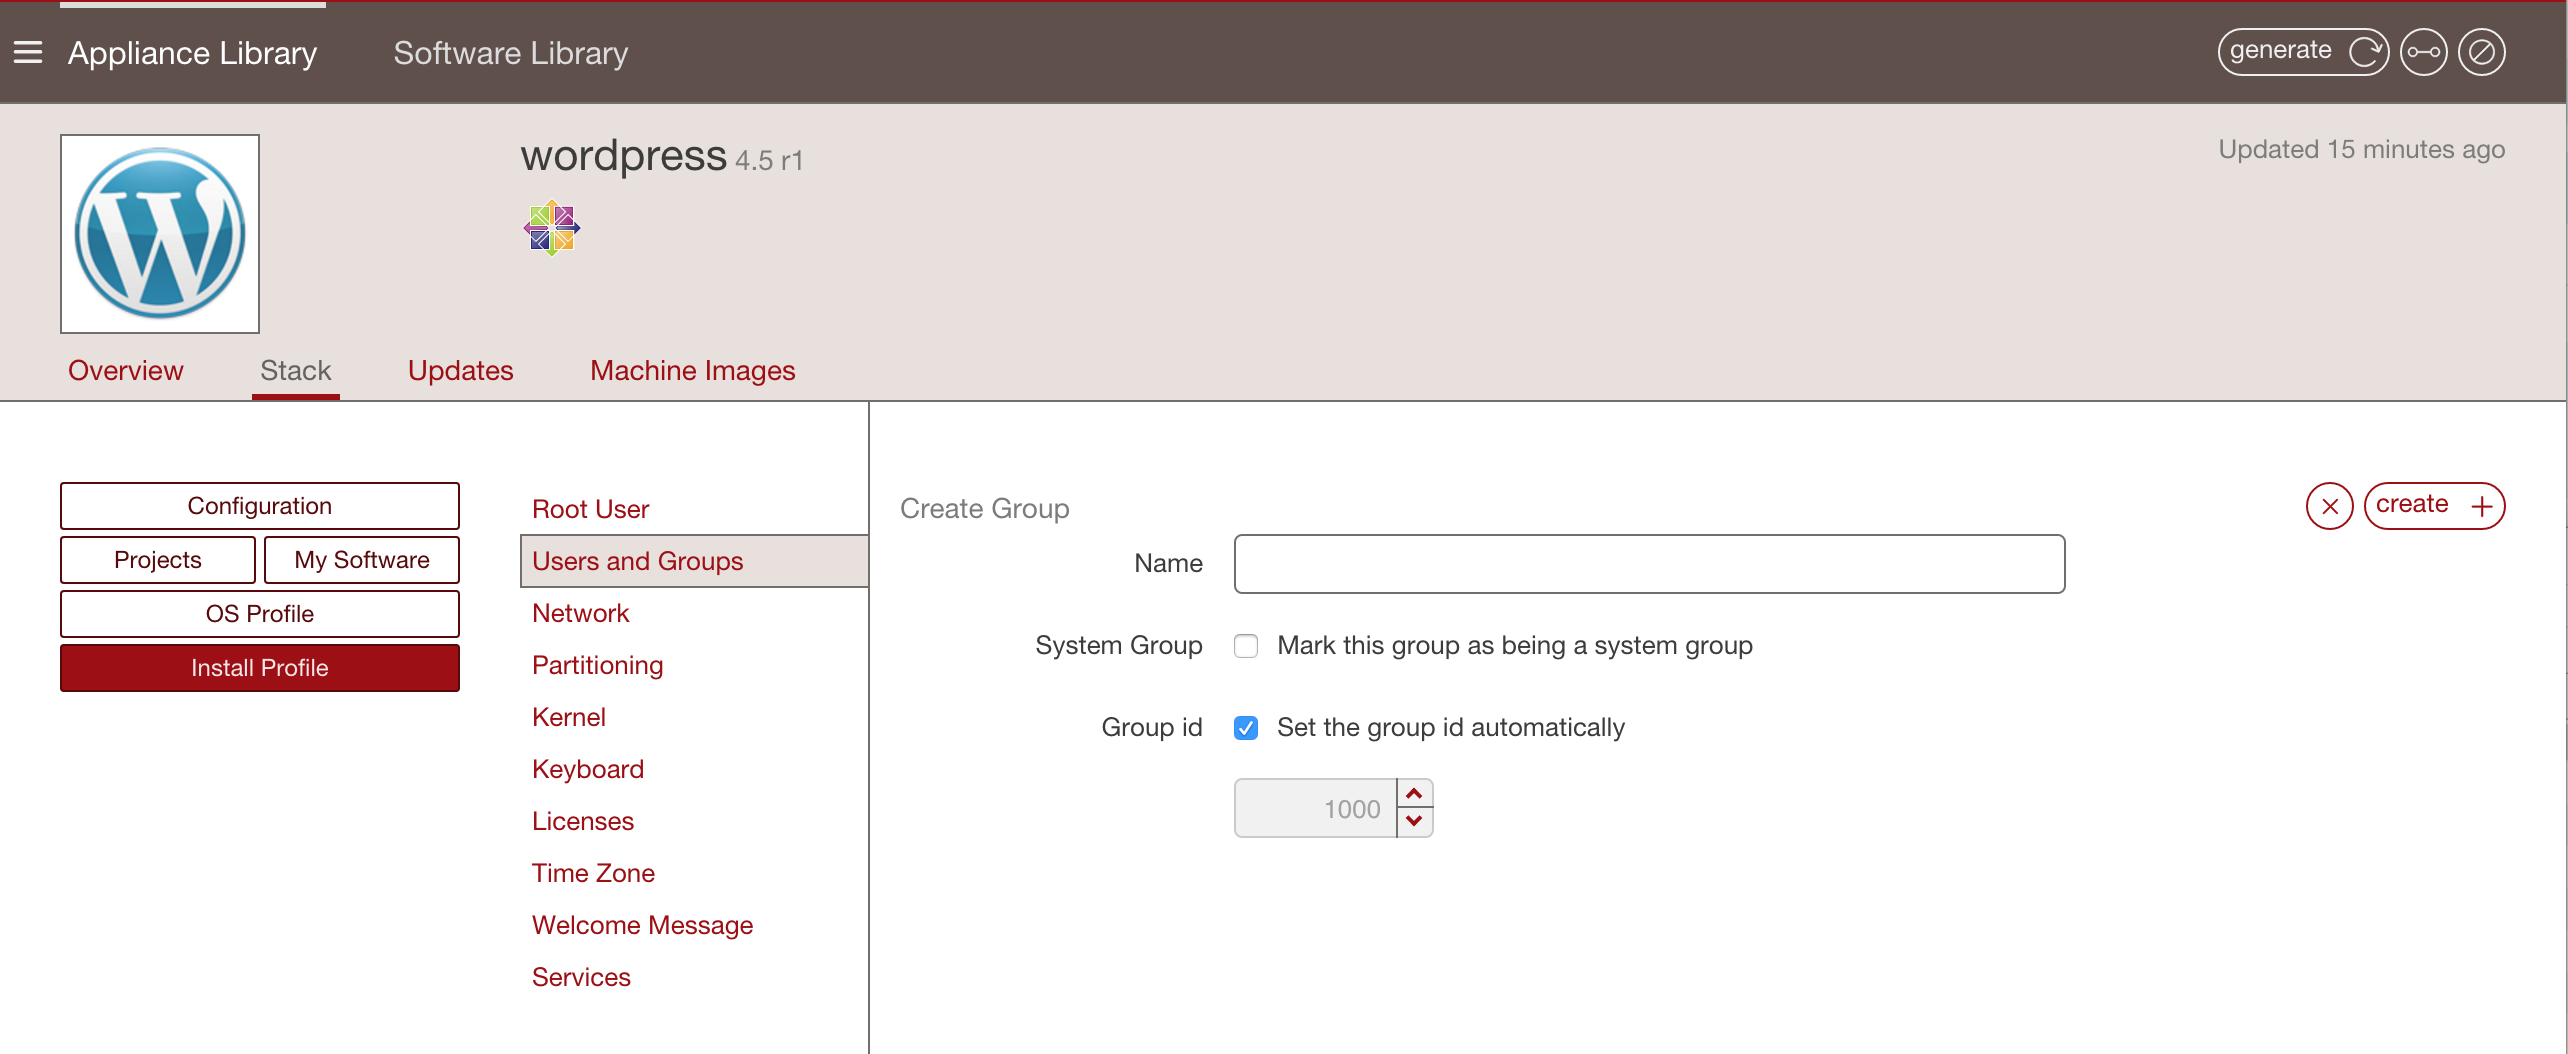 Appliance Library
Software Library
generate
wordpress 4.5 r1
Updated 15 minutes ago
Overview
Stack
Updates
Machine Images
Configuration
Projects
My Software
OS Profile
Install Profile
Root User
Users and Groups
Network
Partitioning
Kernel
Keyboard
Licenses
Time Zone
Welcome Message
Services
Create Group
create
Name
System Group
Mark this group as being a system group
Group id
Set the group id automatically
1000